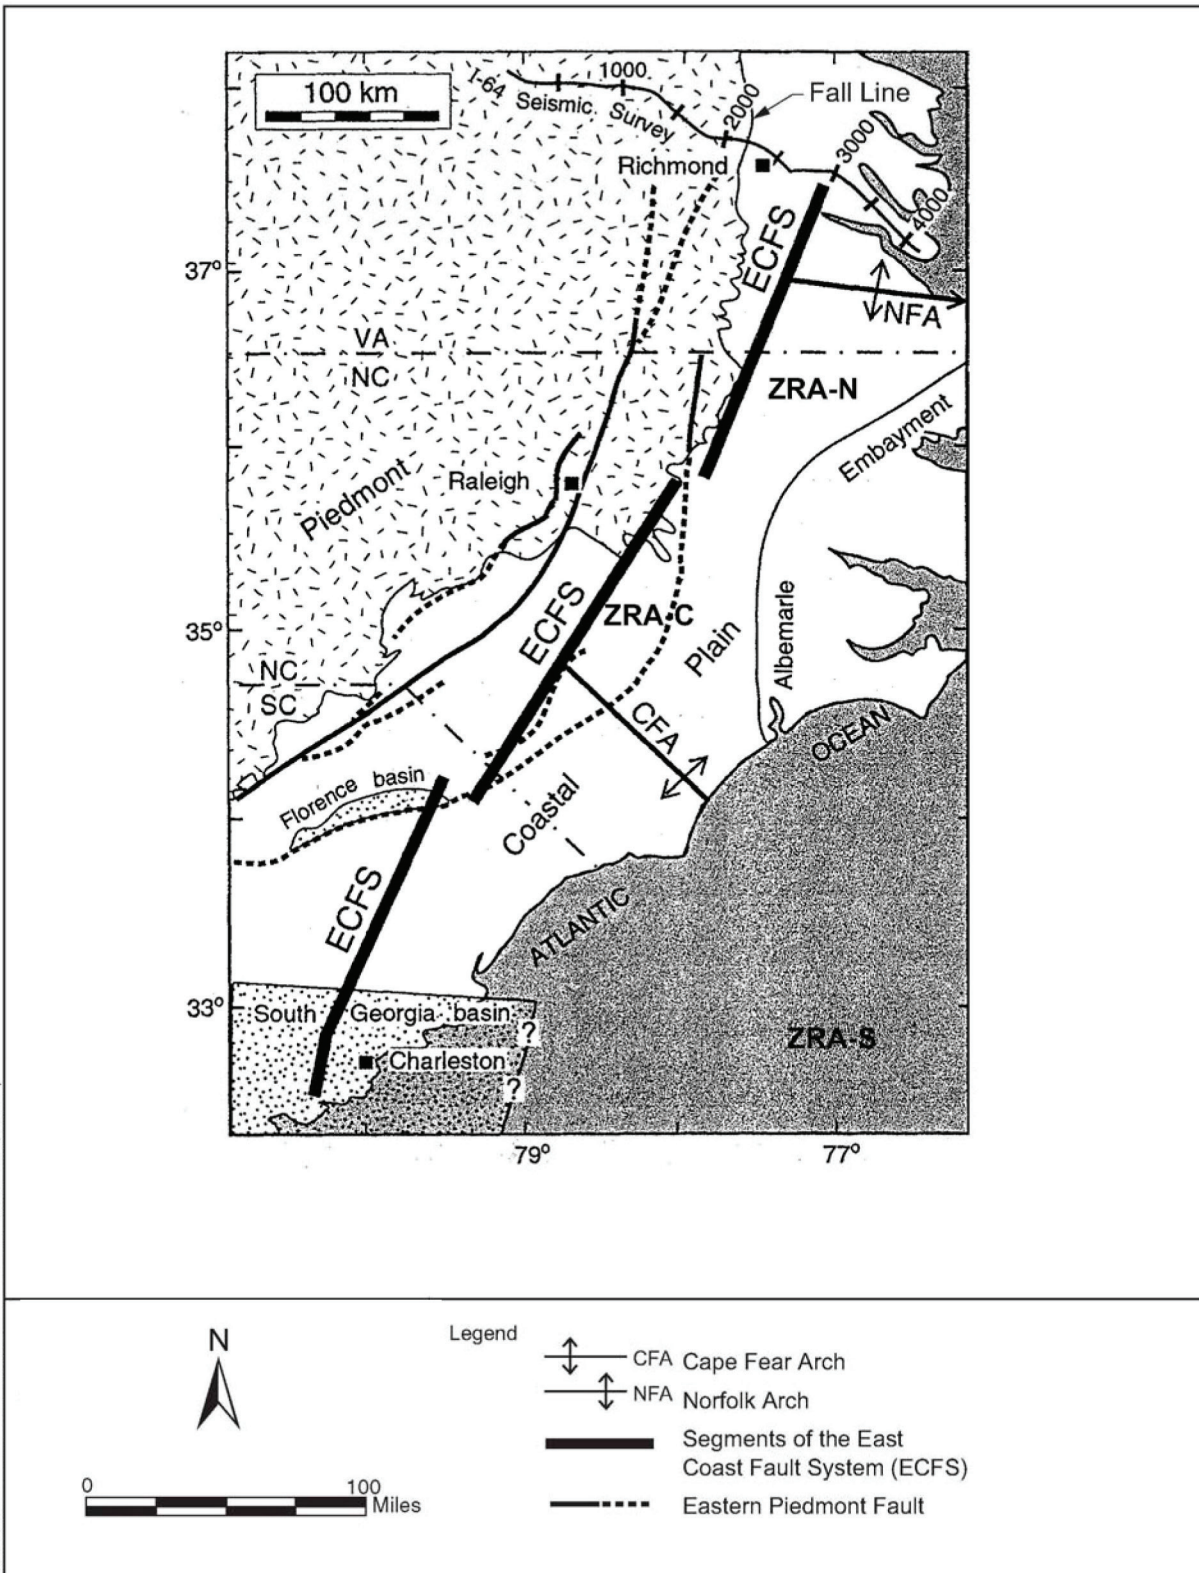 100 km
I-64
Seismic
Survey
1000
2000
3000
4000
Fall Line
Richmond
ECFS
37°
NFA
VA
NC
ZRA-N
Embayment
Raleigh
Piedmont
ECFS
ZRA-C
35°
Plain
Albemarle
NC
SC
CFA
OCEAN
Florence basin
Coastal
ECFS
ATLANTIC
33°
South Georgia basin
?
ZRA-S
Charleston
?
79°
77°
N
0
100
Miles
Legend
CFA Cape Fear Arch
NFA Norfolk Arch
Segments of the East
Coast Fault System (ECFS)
Eastern Piedmont Fault